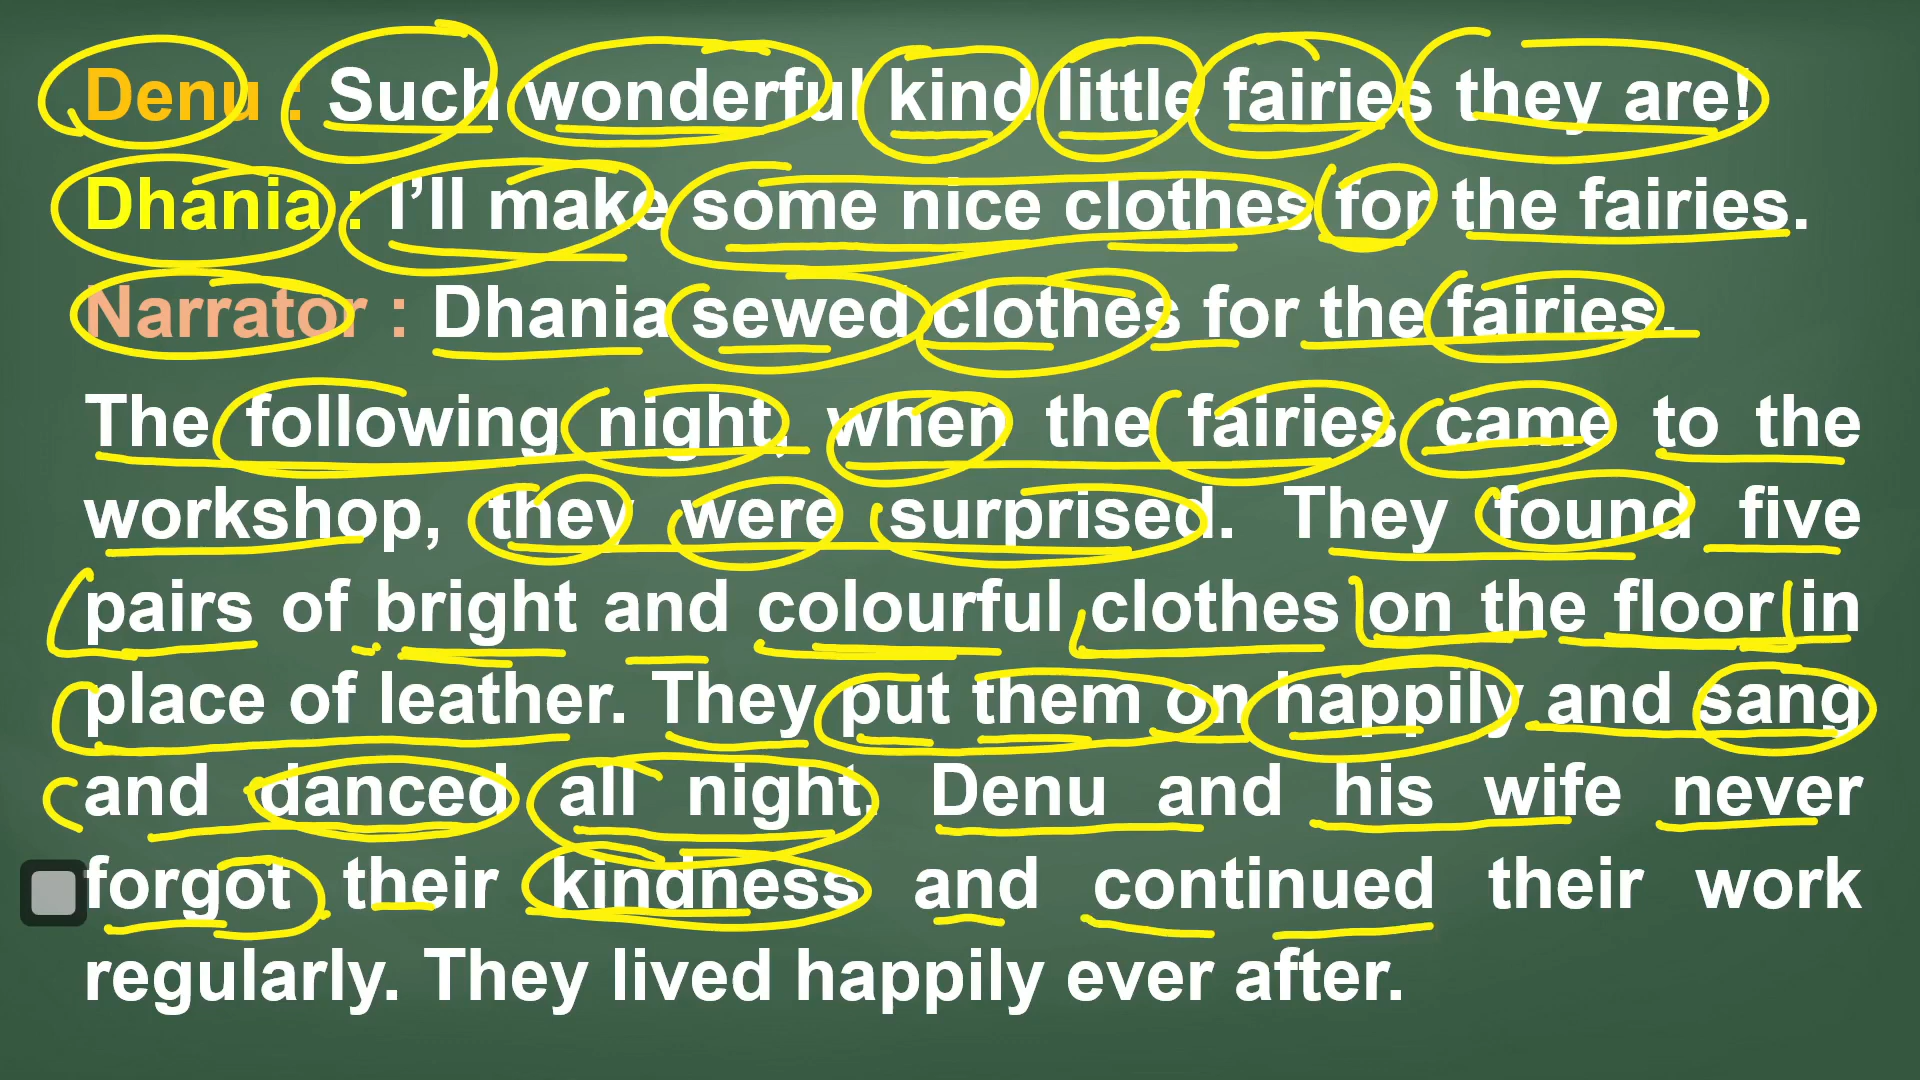 Denu : Such wonderful kind little fairies they are!
Dhania : I’ll make some nice clothes for the fairies.
Narrator : Dhania sewed clothes for the fairies.
The following night, when the fairies came to the
workshop, they were surprised. They found five
pairs of bright and colourful clothes on the floor in
place of leather. They put them on happily and sang
and danced all night. Denu and his wife never
forgot their kindness and continued their work
regularly. They lived happily ever after.